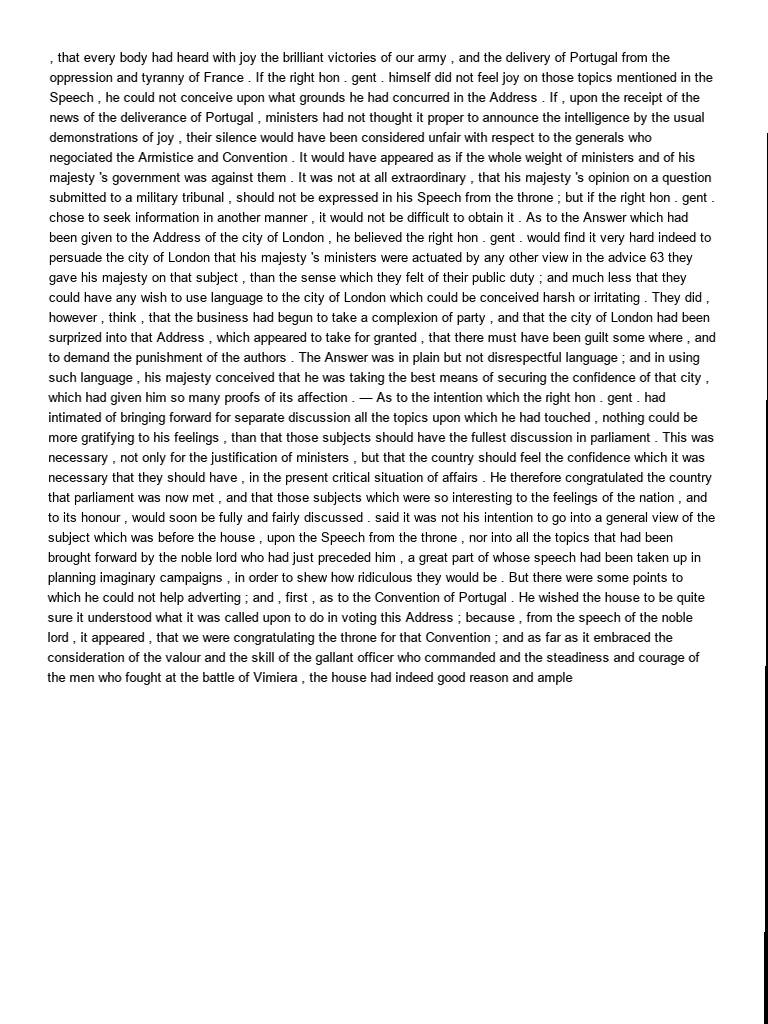 , that every body had heard with joy the brilliant victories of our army , and the delivery of Portugal from the
oppression and tyranny of France . If the right hon . gent . himself did not feel joy on those topics mentioned in the
Speech , he could not conceive upon what grounds he had concurred in the Address . If , upon the receipt of the
news of the deliverance of Portugal , ministers had not thought it proper to announce the intelligence by the usual
demonstrations of joy , their silence would have been considered unfair with respect to the generals who
negociated the Armistice and Convention . It would have appeared as if the whole weight of ministers and of his
majesty 's government was against them . It was not at all extraordinary , that his majesty 's opinion on a question
submitted to a military tribunal , should not be expressed in his Speech from the throne ; but if the right hon . gent .
chose to seek information in another manner , it would not be difficult to obtain it . As to the Answer which had
been given to the Address of the city of London , he believed the right hon . gent . would find it very hard indeed to
persuade the city of London that his majesty 's ministers were actuated by any other view in the advice 63 they
gave his majesty on that subject , than the sense which they felt of their public duty ; and much less that they
could have any wish to use language to the city of London which could be conceived harsh or irritating . They did ,
however , think , that the business had begun to take a complexion of party , and that the city of London had been
surprized into that Address , which appeared to take for granted , that there must have been guilt some where , and
to demand the punishment of the authors . The Answer was in plain but not disrespectful language ; and in using
such language , his majesty conceived that he was taking the best means of securing the confidence of that city ,
which had given him so many proofs of its affection . — As to the intention which the right hon . gent . had
intimated of bringing forward for separate discussion all the topics upon which he had touched , nothing could be
more gratifying to his feelings , than that those subjects should have the fullest discussion in parliament . This was
necessary , not only for the justification of ministers , but that the country should feel the confidence which it was
necessary that they should have , in the present critical situation of affairs . He therefore congratulated the country
that parliament was now met , and that those subjects which were so interesting to the feelings of the nation , and
to its honour , would soon be fully and fairly discussed . said it was not his intention to go into a general view of the
subject which was before the house , upon the Speech from the throne , nor into all the topics that had been
brought forward by the noble lord who had just preceded him , a great part of whose speech had been taken up in
planning imaginary campaigns , in order to shew how ridiculous they would be . But there were some points to
which he could not help adverting ; and , first , as to the Convention of Portugal . He wished the house to be quite
sure it understood what it was called upon to do in voting this Address ; because , from the speech of the noble
lord , it appeared , that we were congratulating the throne for that Convention ; and as far as it embraced the
consideration of the valour and the skill of the gallant officer who commanded and the steadiness and courage of
the men who fought at the battle of Vimiera , the house had indeed good reason and ample